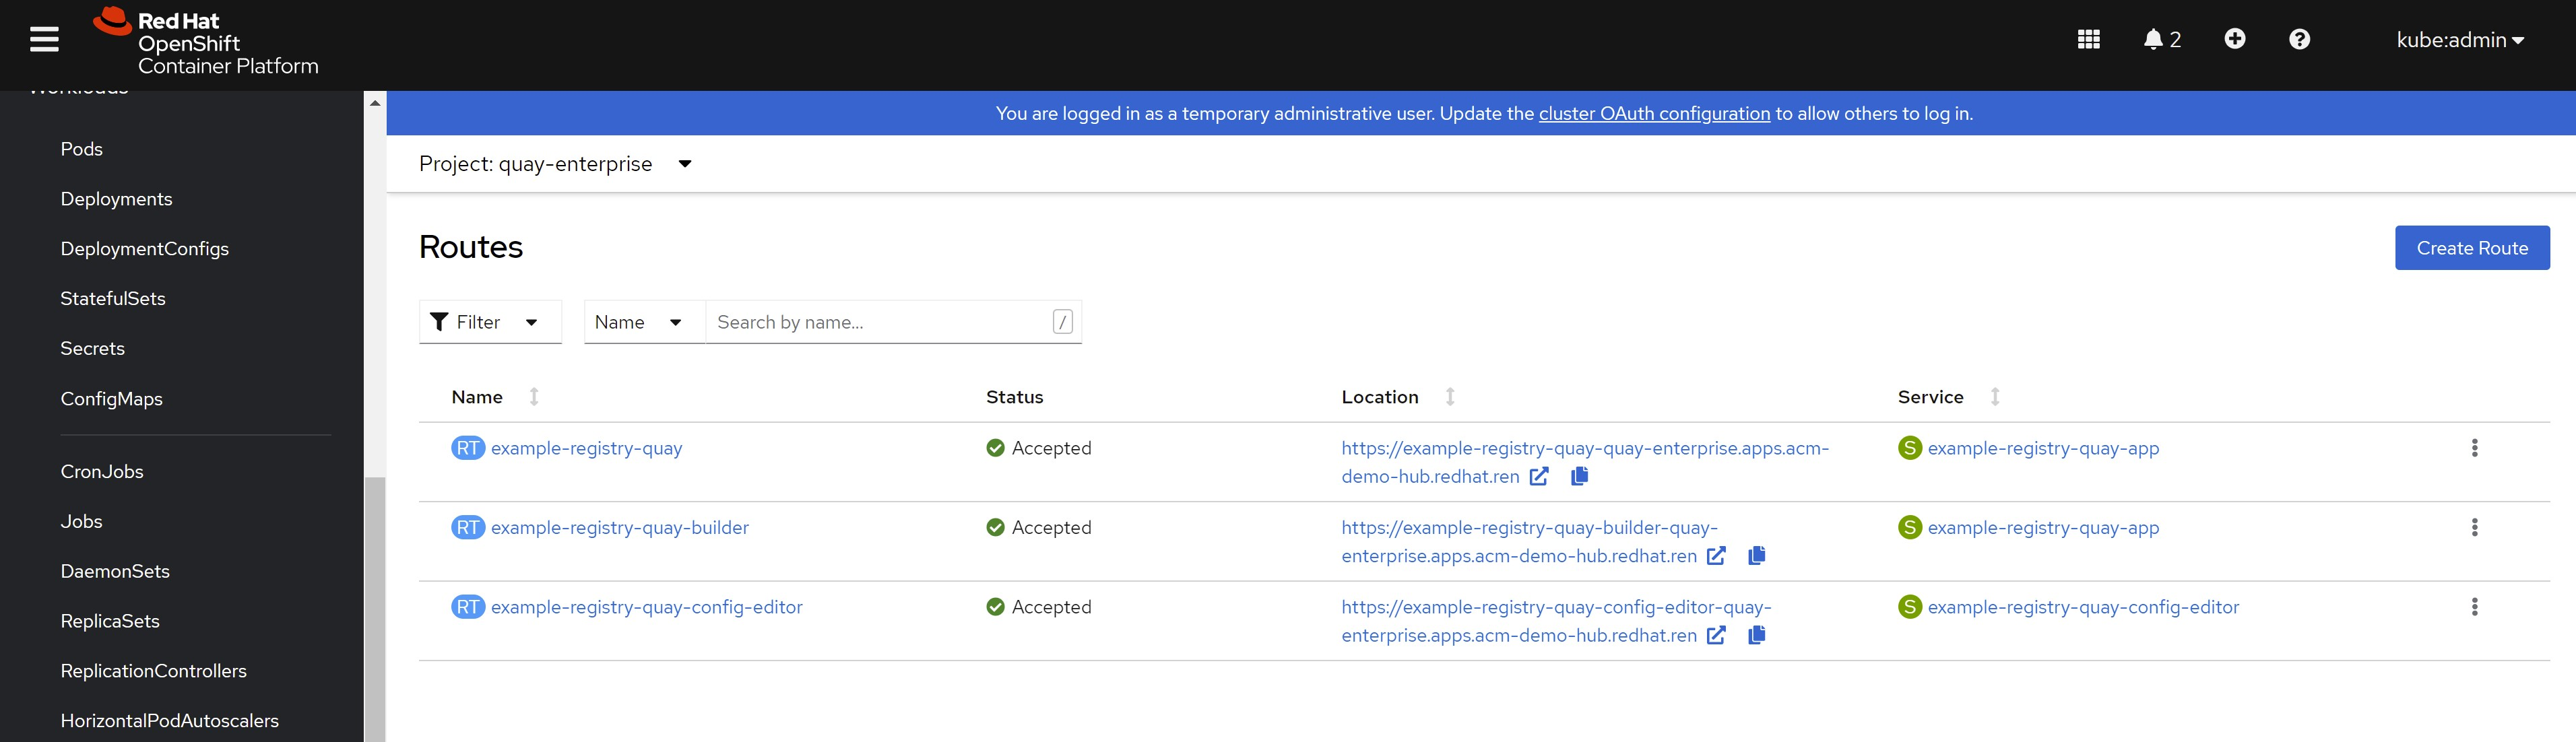 Red Hat
OpenShift
Container Platform
2
kube:admin
Workloads
Pods
Deployments
DeploymentConfigs
StatefulSets
Secrets
ConfigMaps
CronJobs
Jobs
DaemonSets
ReplicaSets
ReplicationControllers
HorizontalPodAutoscalers
You are logged in as a temporary administrative user. Update the cluster OAuth configuration to allow others to log in.
Project: quay-enterprise
Routes
Create Route
Filter
Name
Search by name...
/
Name
Status
Location
Service
RT example-registry-quay
Accepted
https://example-registry-quay-quay-enterprise.apps.acm-
demo-hub.redhat.ren
S example-registry-quay-app
RT example-registry-quay-builder
Accepted
https://example-registry-quay-builder-quay-
enterprise.apps.acm-demo-hub.redhat.ren
S example-registry-quay-app
RT example-registry-quay-config-editor
Accepted
https://example-registry-quay-config-editor-quay-
enterprise.apps.acm-demo-hub.redhat.ren
S example-registry-quay-config-editor